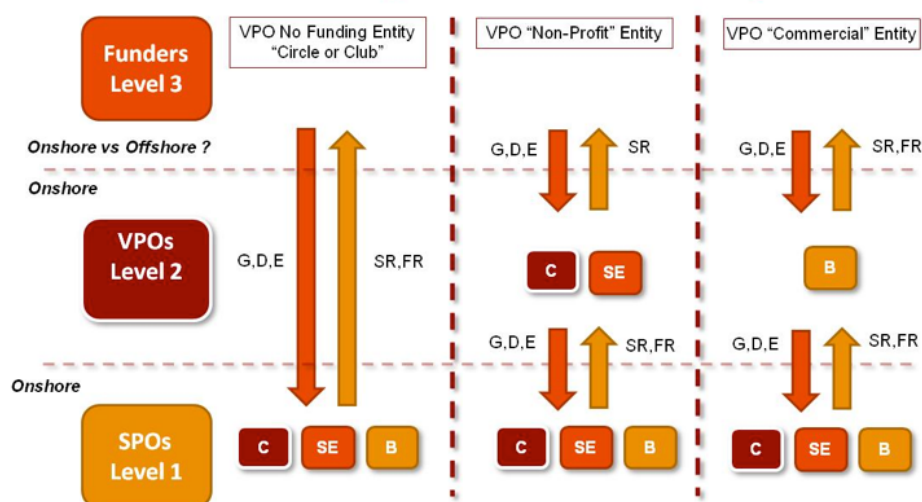 Funders
Level 3
VPO No Funding Entity
“Circle or Club”
VPO “Non-Profit” Entity
VPO “Commercial” Entity
Onshore vs Offshore ?
G,D,E
SR
G,D,E
SR,FR
Onshore
VPOs
Level 2
G,D,E
SR,FR
C
SE
B
G,D,E
SR,FR
G,D,E
SR,FR
Onshore
SPOs
Level 1
C
SE
B
C
SE
B
C
SE
B